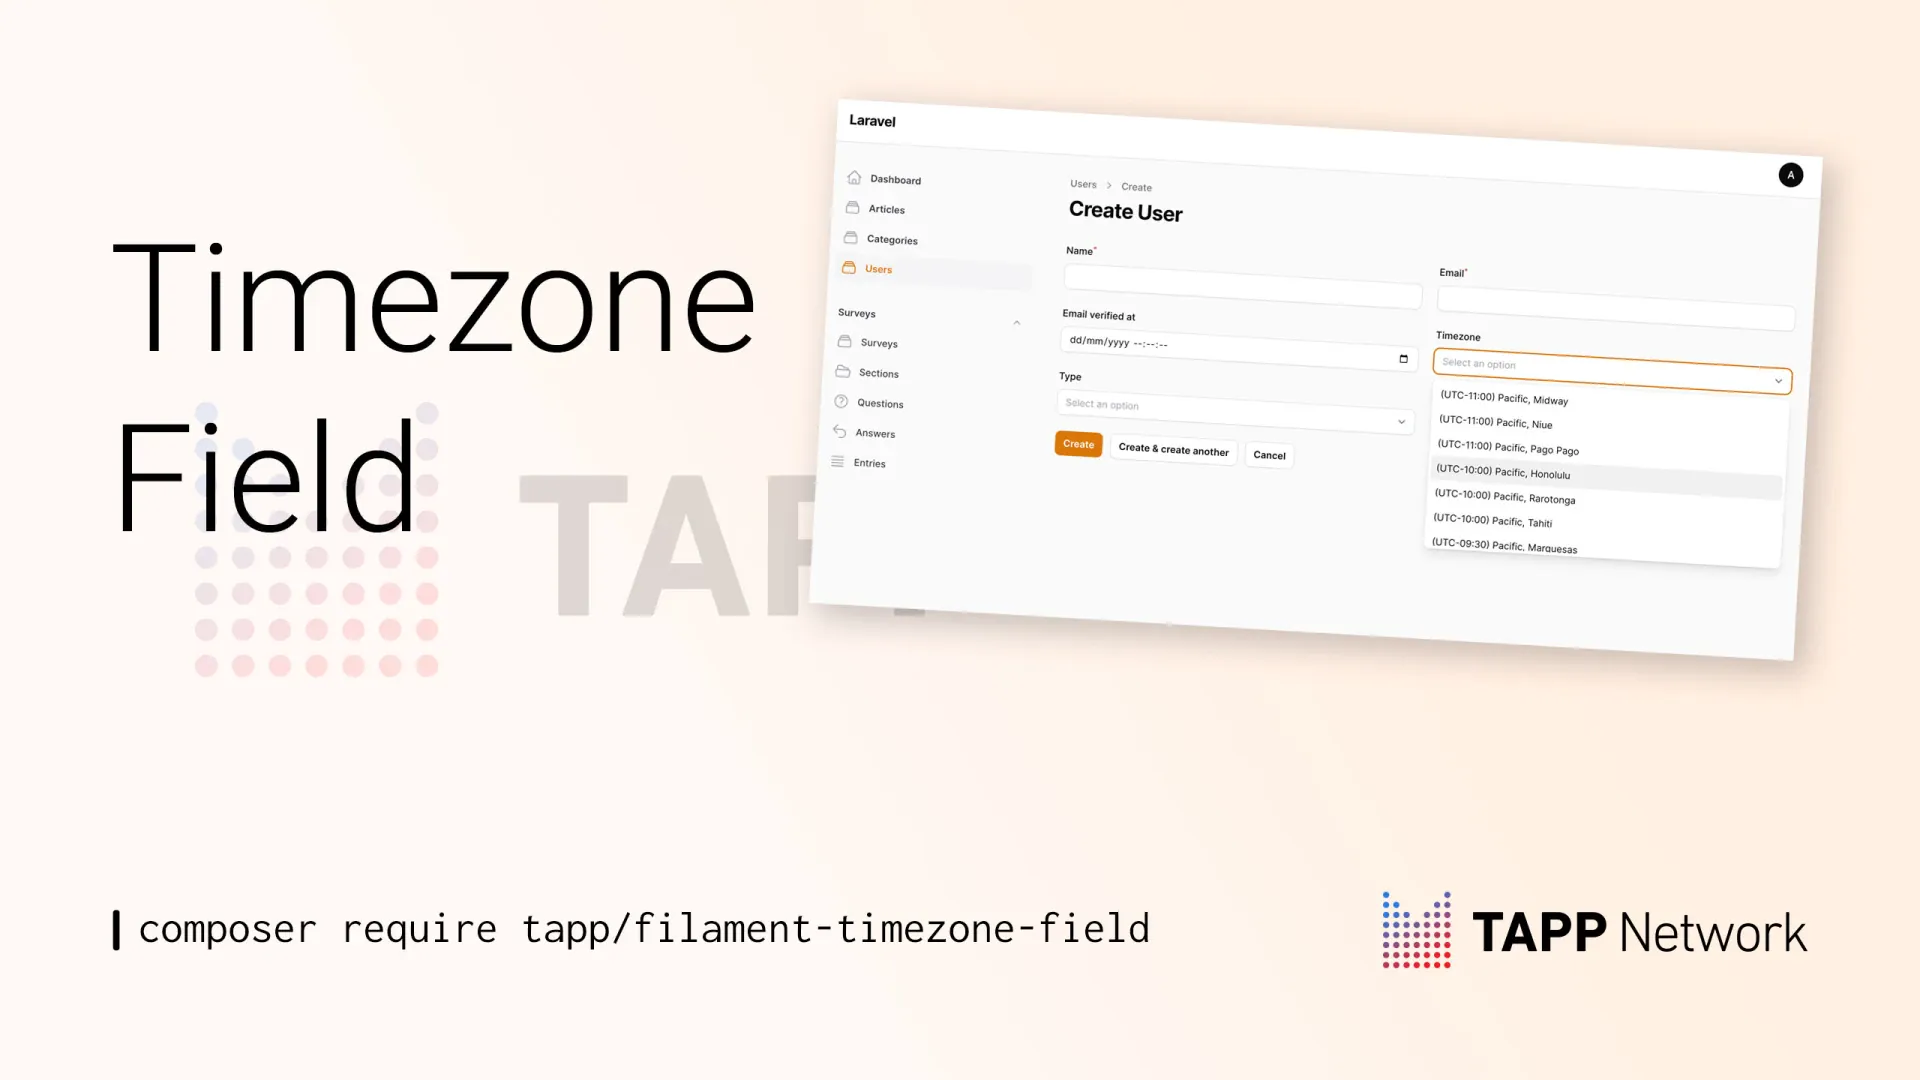 Timezone
Field
TAPP
Laravel
A
Dashboard
Articles
Categories
Users
Surveys
Surveys
Sections
Questions
Answers
Entries
Users > Create
Create User
Name*
Email*
Email verified at
dd/mm/yyyy --:--:--
Timezone
Select an option
(UTC-11:00) Pacific, Midway
(UTC-11:00) Pacific, Niue
(UTC-11:00) Pacific, Pago Pago
(UTC-10:00) Pacific, Honolulu
(UTC-10:00) Pacific, Rarotonga
(UTC-10:00) Pacific, Tahiti
(UTC-09:30) Pacific, Marquesas
Type
Select an option
Create
Create & create another
Cancel
composer require tapp/filament-timezone-field
TAPP Network